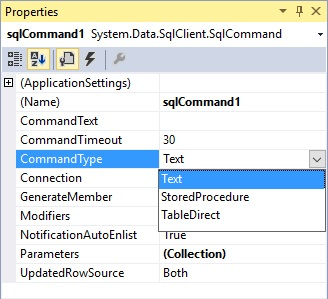 Properties
sqlCommand1 System.Data.SqlClient.SqlCommand
(ApplicationSettings)
(Name) sqlCommand1
CommandText
CommandTimeout 30
CommandType Text
Connection Text
GenerateMember StoredProcedure
Modifiers TableDirect
NotificationAutoEnlist True
Parameters (Collection)
UpdatedRowSource Both